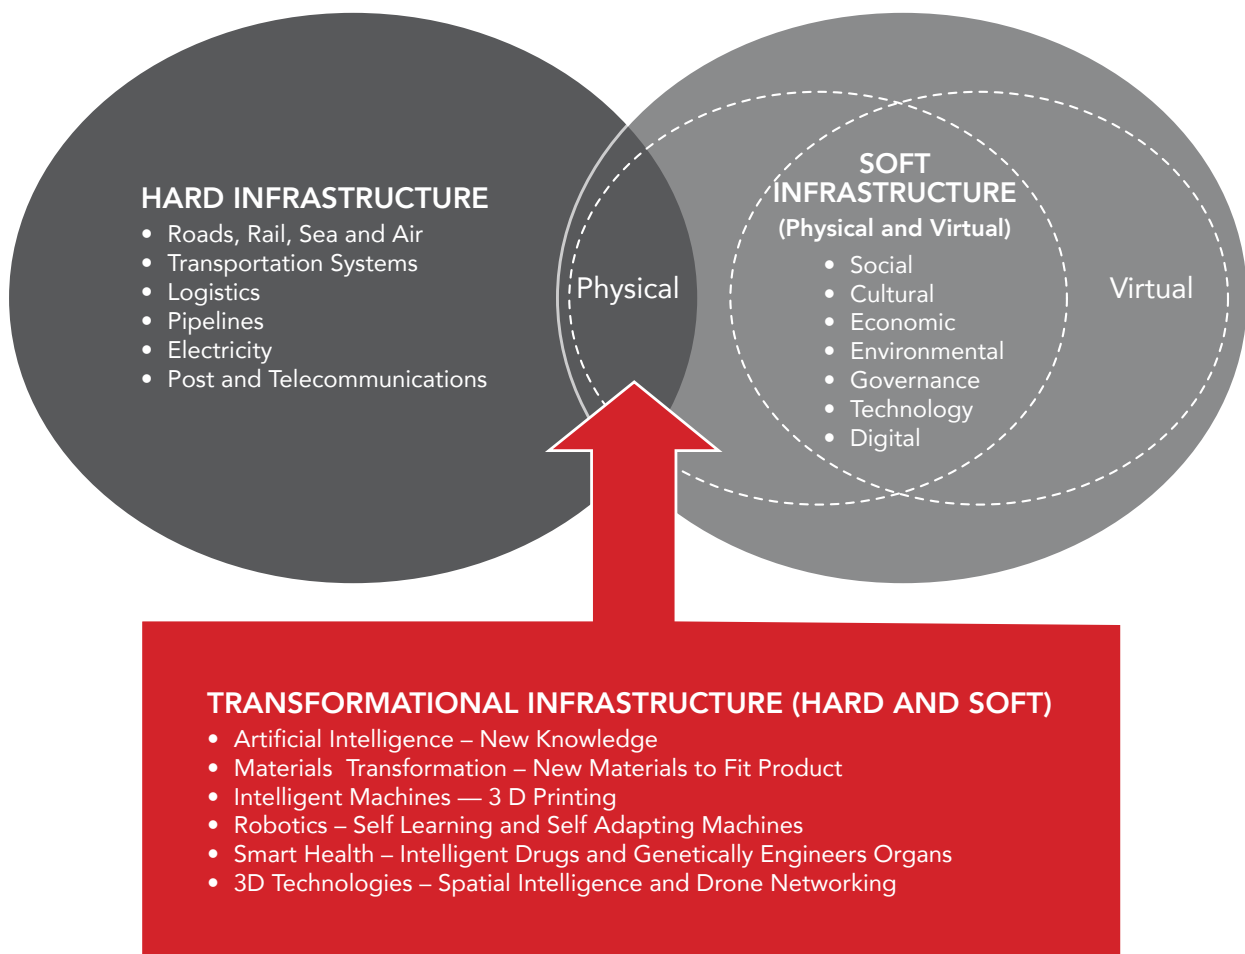 HARD INFRASTRUCTURE
• Roads, Rail, Sea and Air
• Transportation Systems
• Logistics
• Pipelines
• Electricity
• Post and Telecommunications
Physical
SOFT
INFRASTRUCTURE
(Physical and Virtual)
• Social
• Cultural
• Economic
• Environmental
• Governance
• Technology
• Digital
Virtual
TRANSFORMATIONAL INFRASTRUCTURE (HARD AND SOFT)
• Artificial Intelligence – New Knowledge
• Materials Transformation – New Materials to Fit Product
• Intelligent Machines — 3 D Printing
• Robotics – Self Learning and Self Adapting Machines
• Smart Health – Intelligent Drugs and Genetically Engineers Organs
• 3D Technologies – Spatial Intelligence and Drone Networking